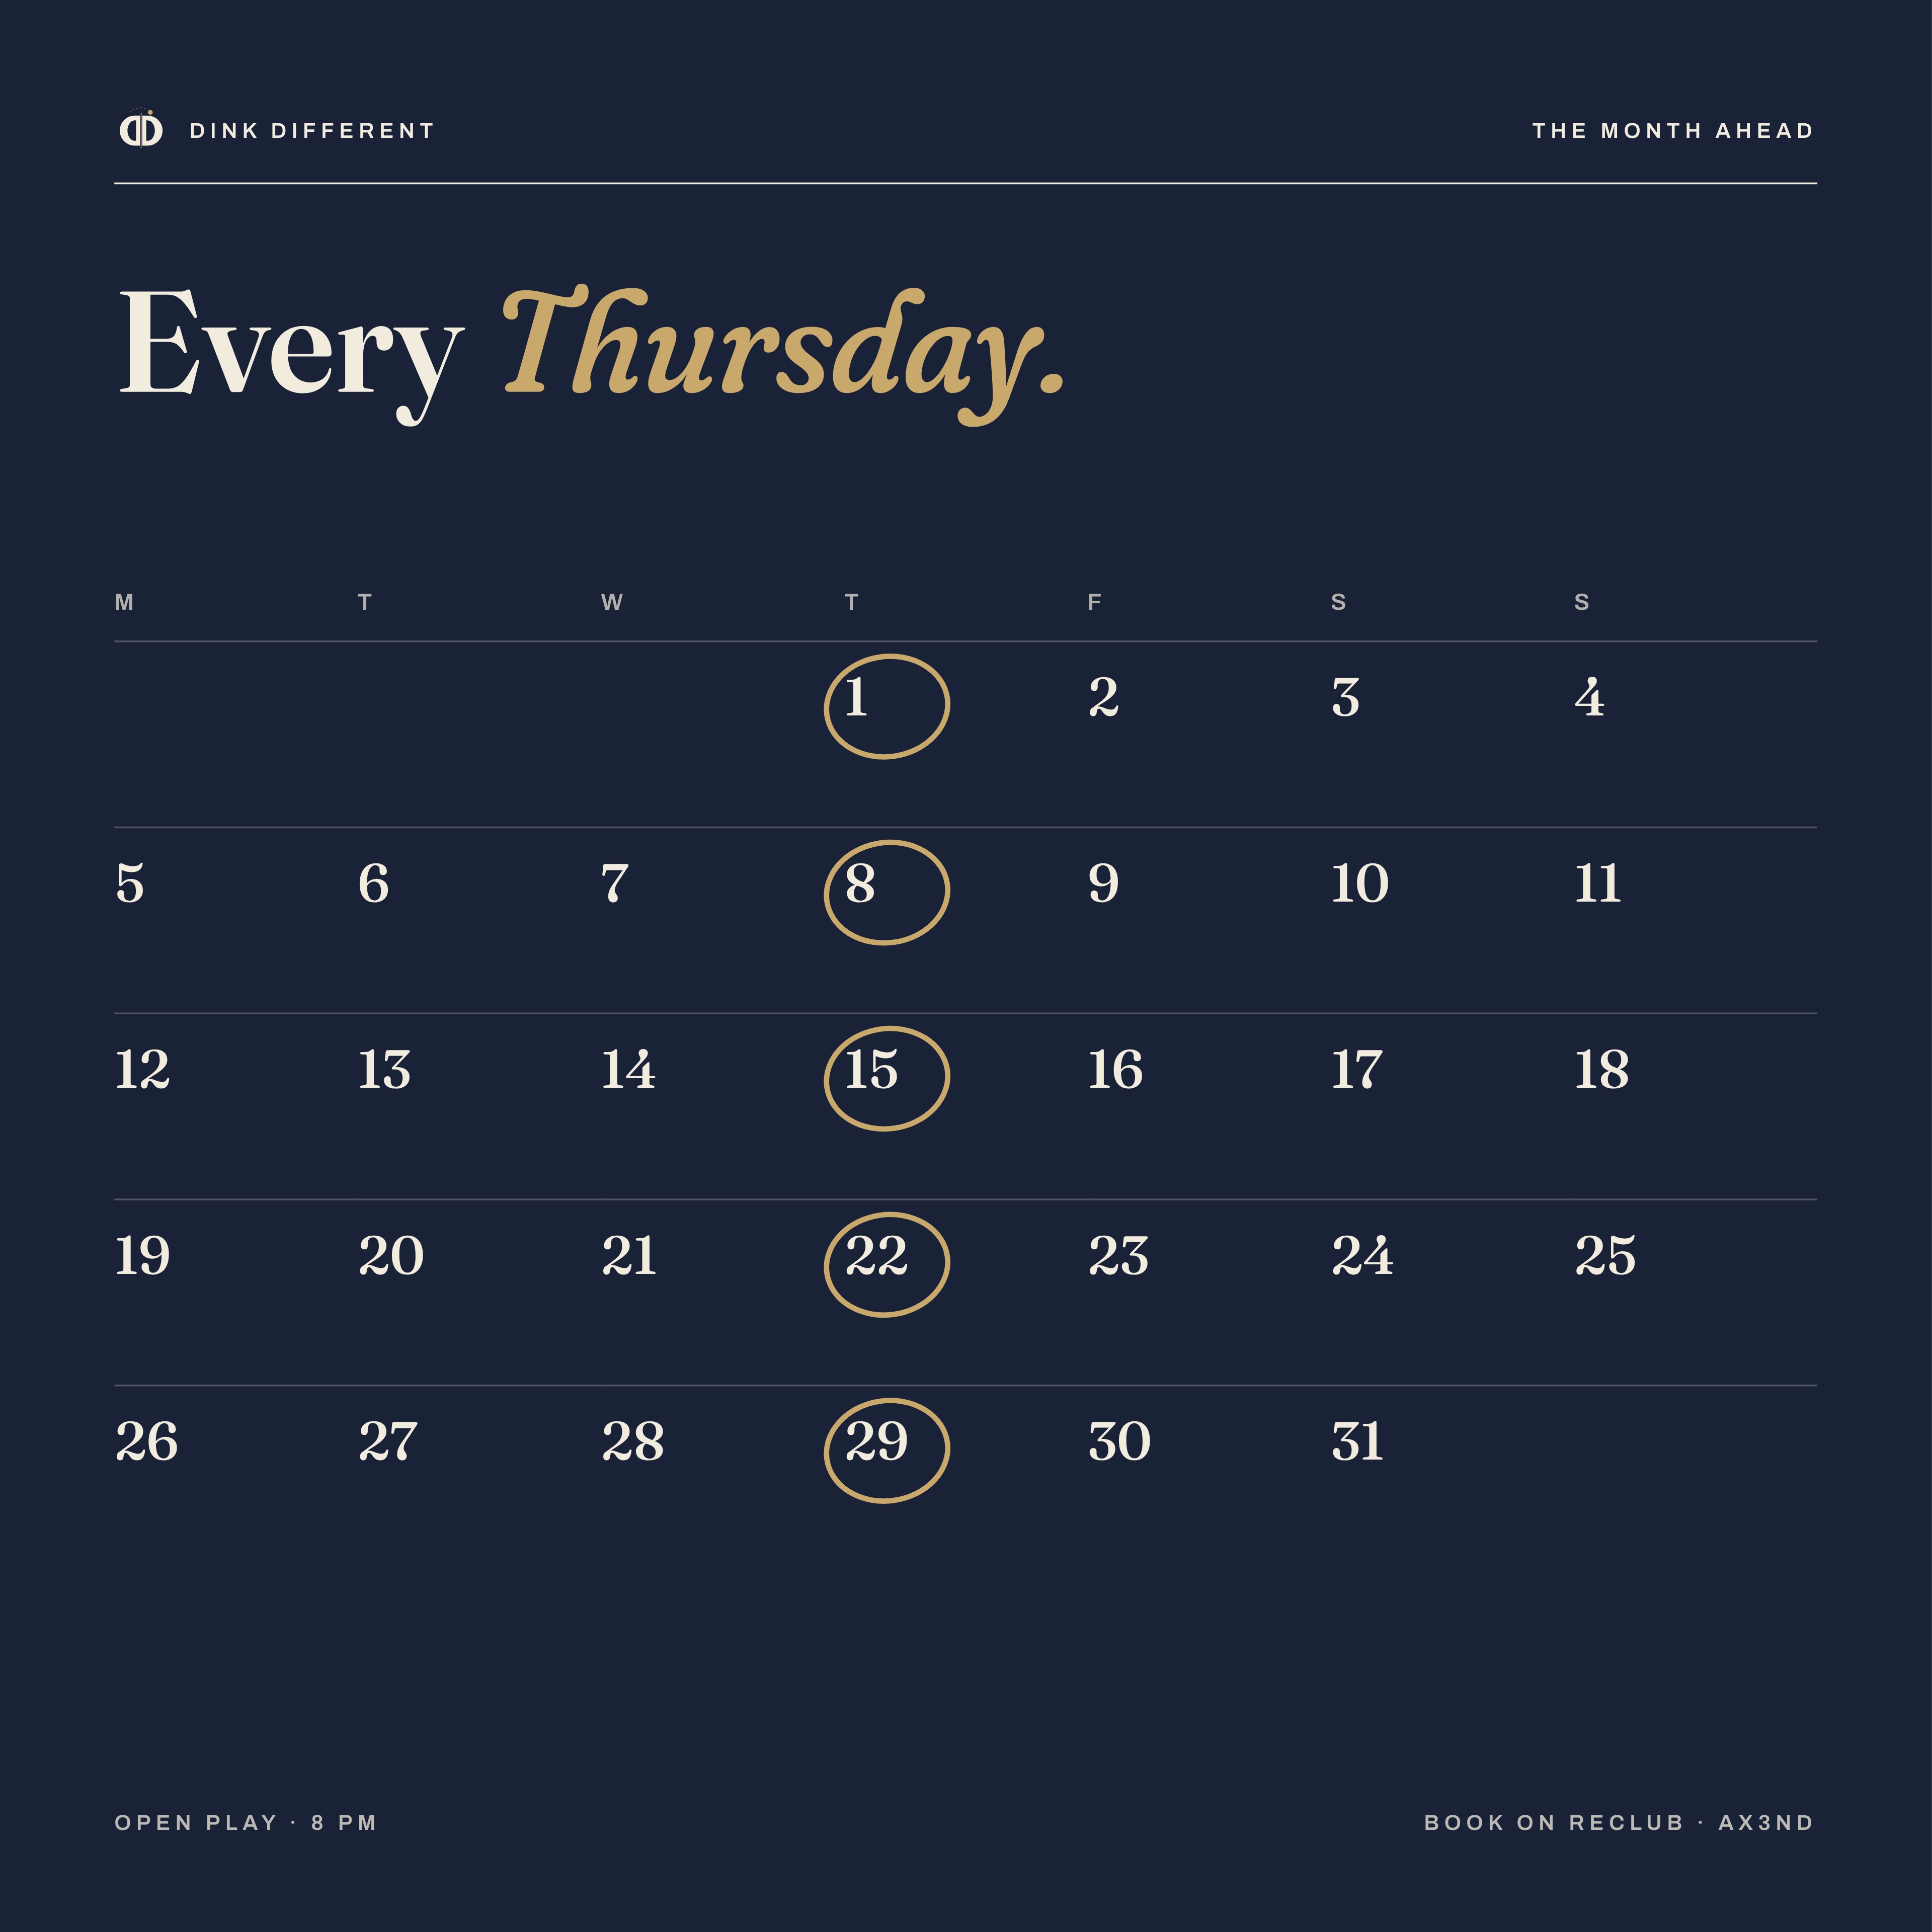 DINK DIFFERENT
THE MONTH AHEAD
Every Thursday.
M T W T F S S
1 2 3 4
5 6 7 8 9 10 11
12 13 14 15 16 17 18
19 20 21 22 23 24 25
26 27 28 29 30 31
OPEN PLAY · 8 PM
BOOK ON RECLUB · AX3ND